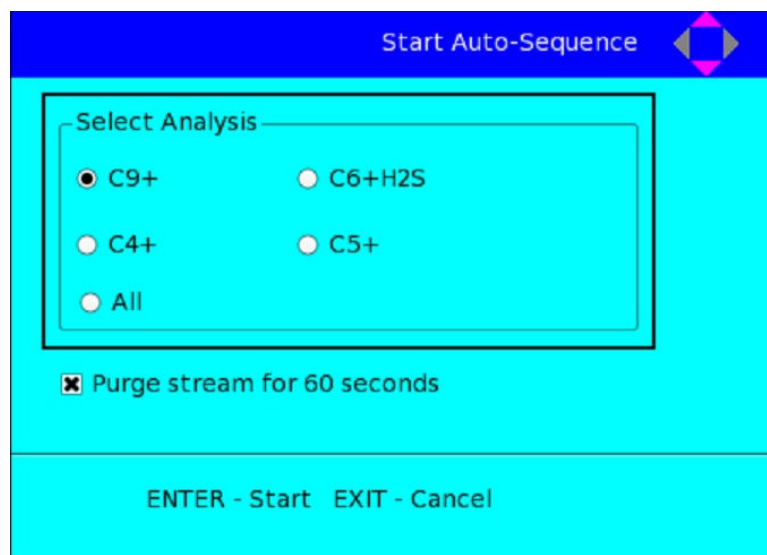 Start Auto-Sequence
Select Analysis
C9+ C6+H2S
C4+ C5+
All
Purge stream for 60 seconds
ENTER - Start EXIT - Cancel